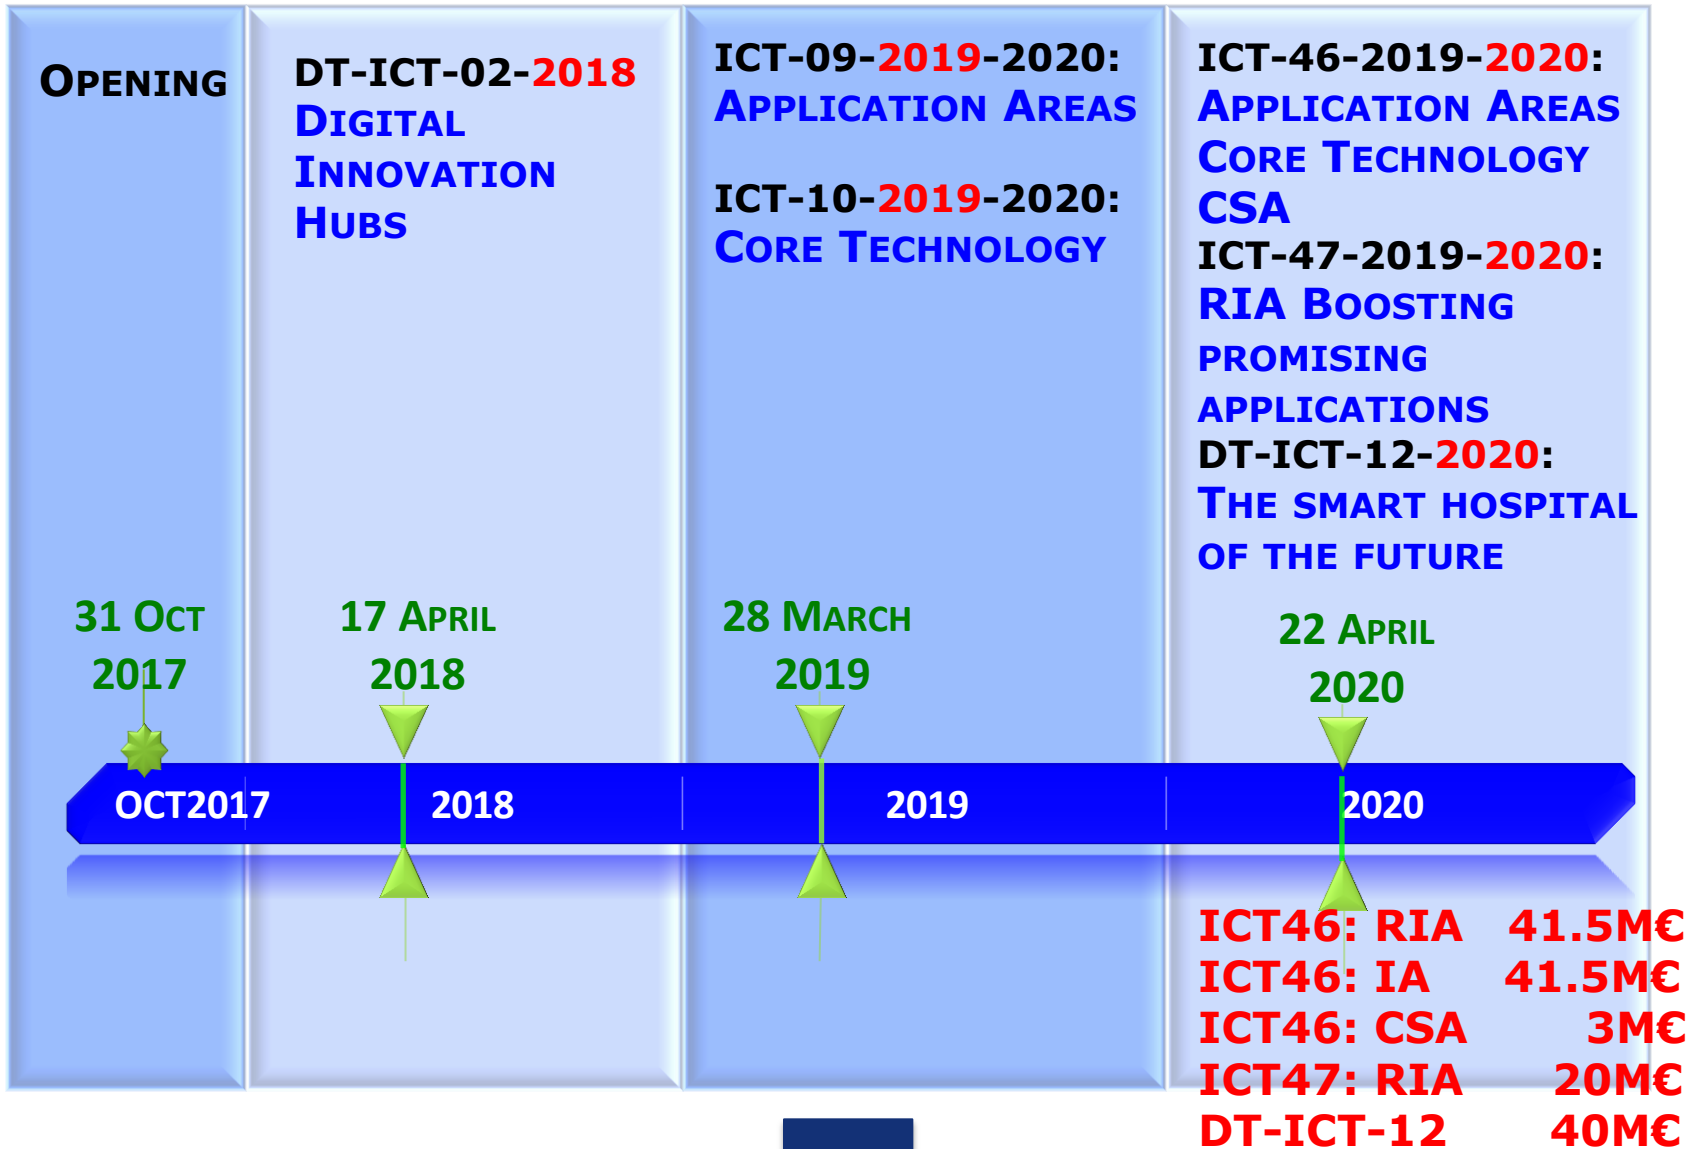 Opening
31 Oct
2017
DT-ICT-02-2018
Digital
Innovation
Hubs
17 April
2018
ICT-09-2019-2020:
Application Areas
ICT-10-2019-2020:
Core Technology
28 March
2019
ICT-46-2019-2020:
Application Areas
Core Technology
CSA
ICT-47-2019-2020:
RIA Boosting
promising
applications
DT-ICT-12-2020:
The smart hospital
of the future
22 April
2020
OCT2017
2018
2019
2020
ICT46: RIA 41.5M€
ICT46: IA 41.5M€
ICT46: CSA 3M€
ICT47: RIA 20M€
DT-ICT-12 40M€